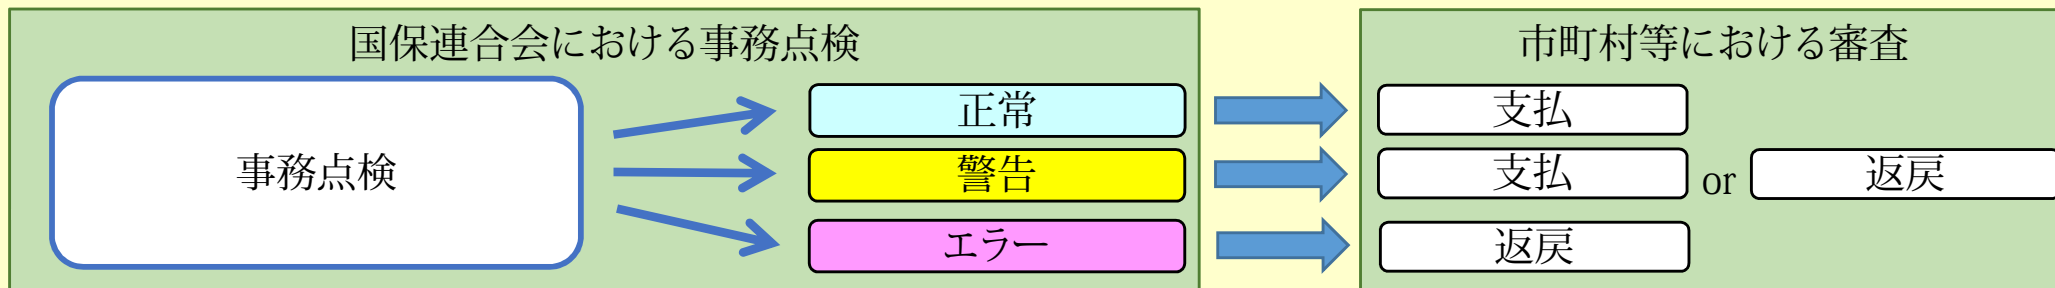 国保連合会における事務点検
事務点検
正常
警告
エラー
市町村等における審査
支払
支払 or 返戻
返戻